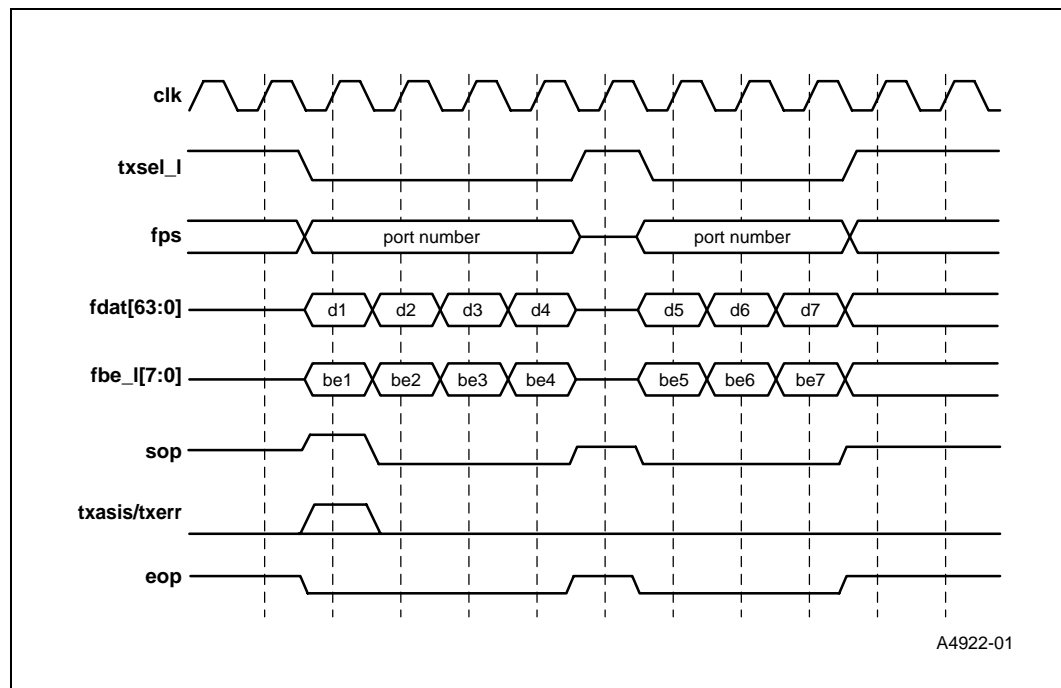 clk
txsel_l
fps
port number
port number
fdat[63:0]
d1 d2 d3 d4 d5 d6 d7
fbe_l[7:0]
be1 be2 be3 be4 be5 be6 be7
sop
txasis/txerr
eop
A4922-01